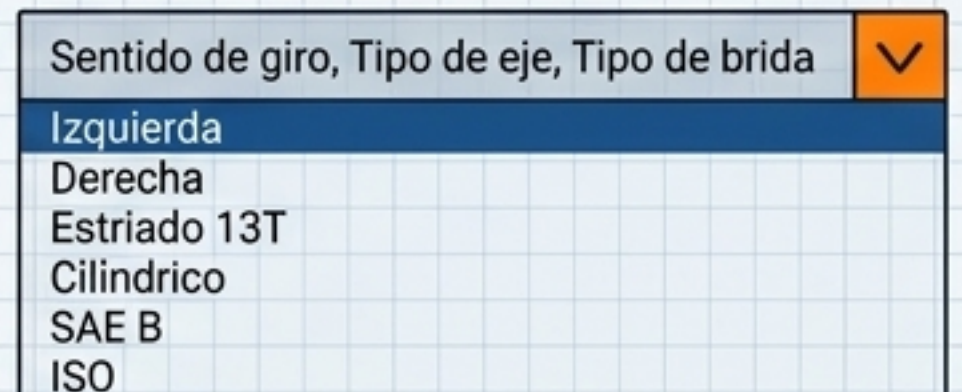 Sentido de giro, Tipo de eje, Tipo de brida
Izquierda
Derecha
Estriado 13T
Cilindrico
SAE B
ISO